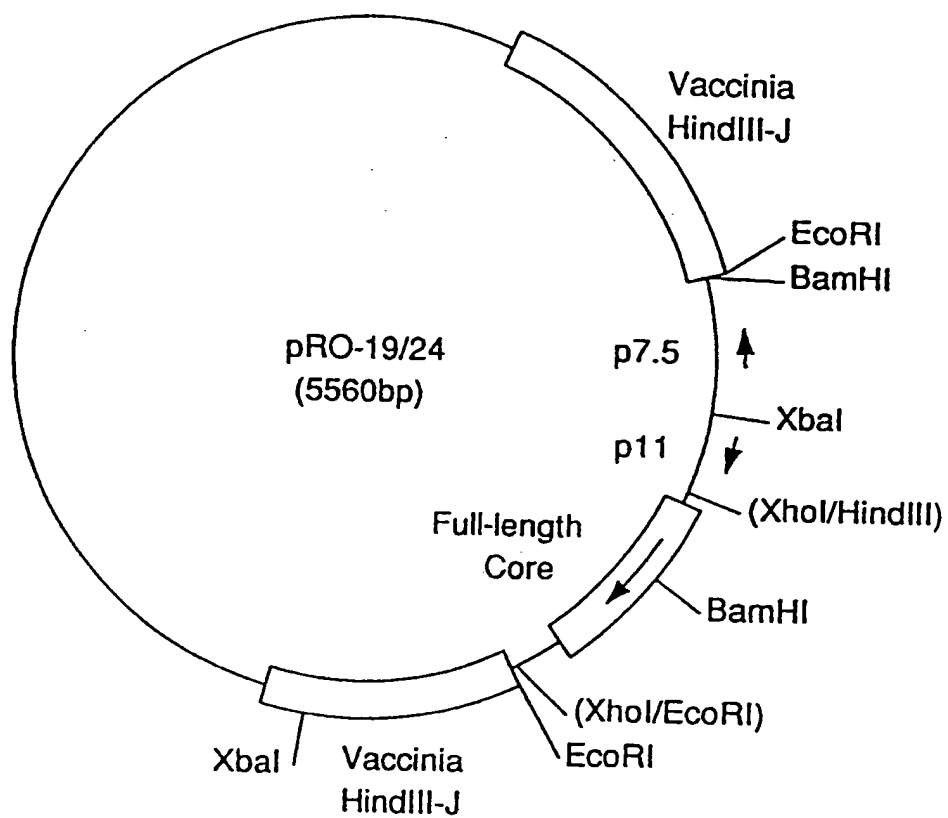 Vaccinia
HindIII-J
EcoRI
BamHI
pRO-19/24
(5560bp)
p7.5
XbaI
p11
(XhoI/HindIII)
Full-length
Core
BamHI
(XhoI/EcoRI)
EcoRI
XbaI
Vaccinia
HindIII-J